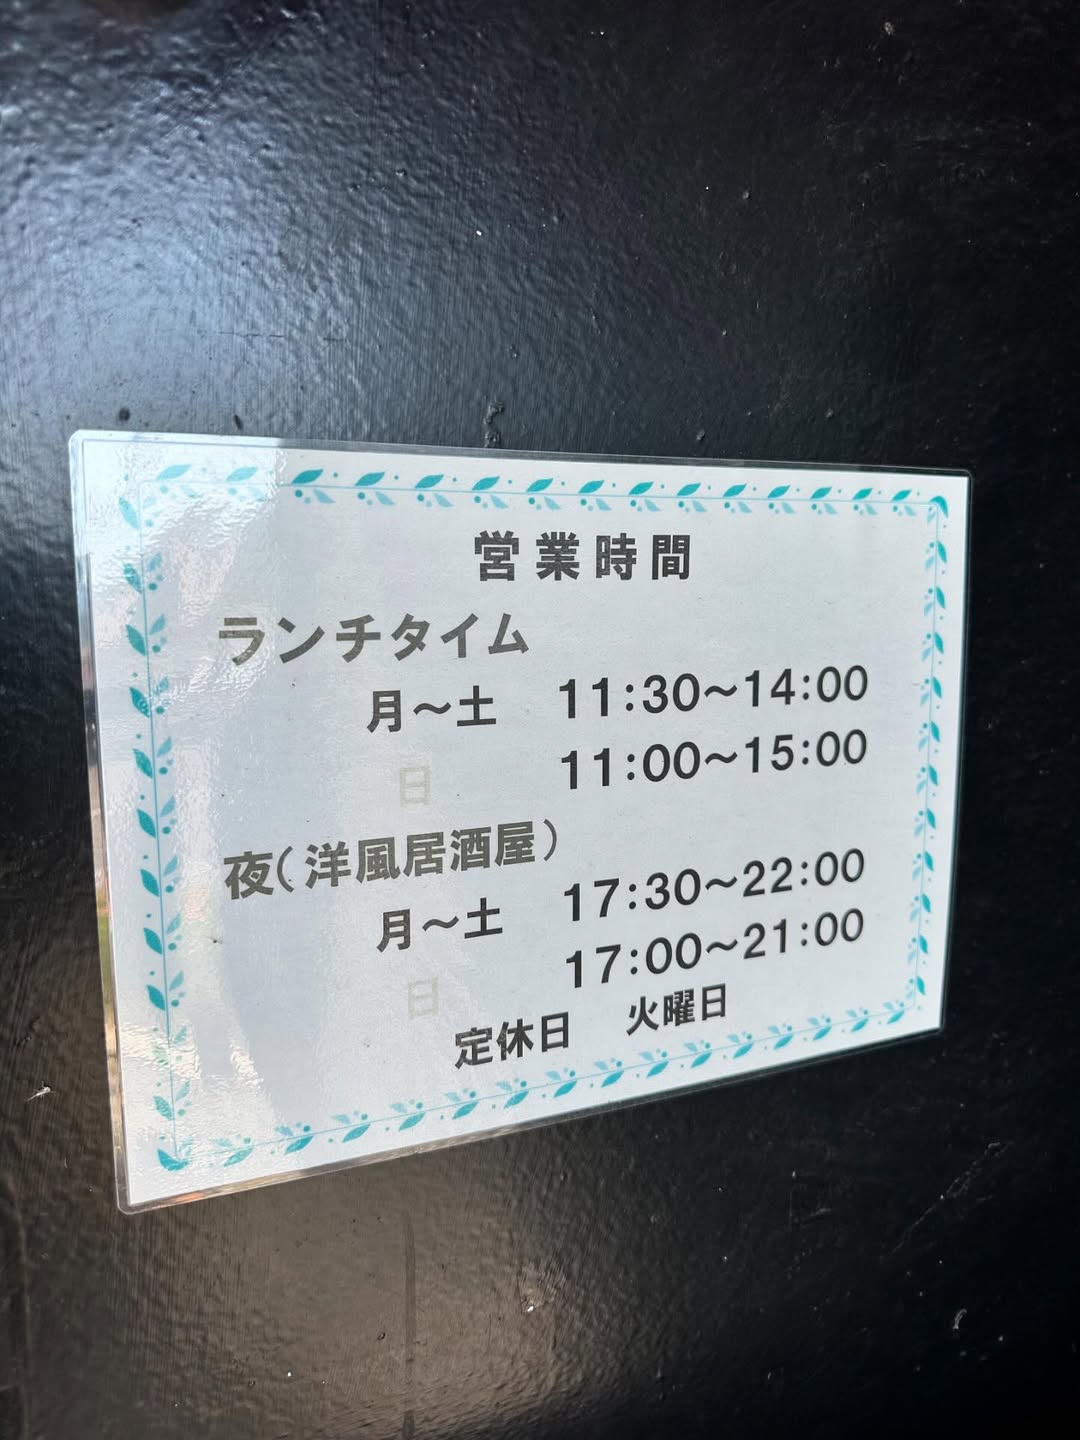 営業時間
ランチタイム
月～土 11:30～14:00
日 11:00～15:00
夜(洋風居酒屋)
月～土 17:30～22:00
日 17:00～21:00
定休日 火曜日